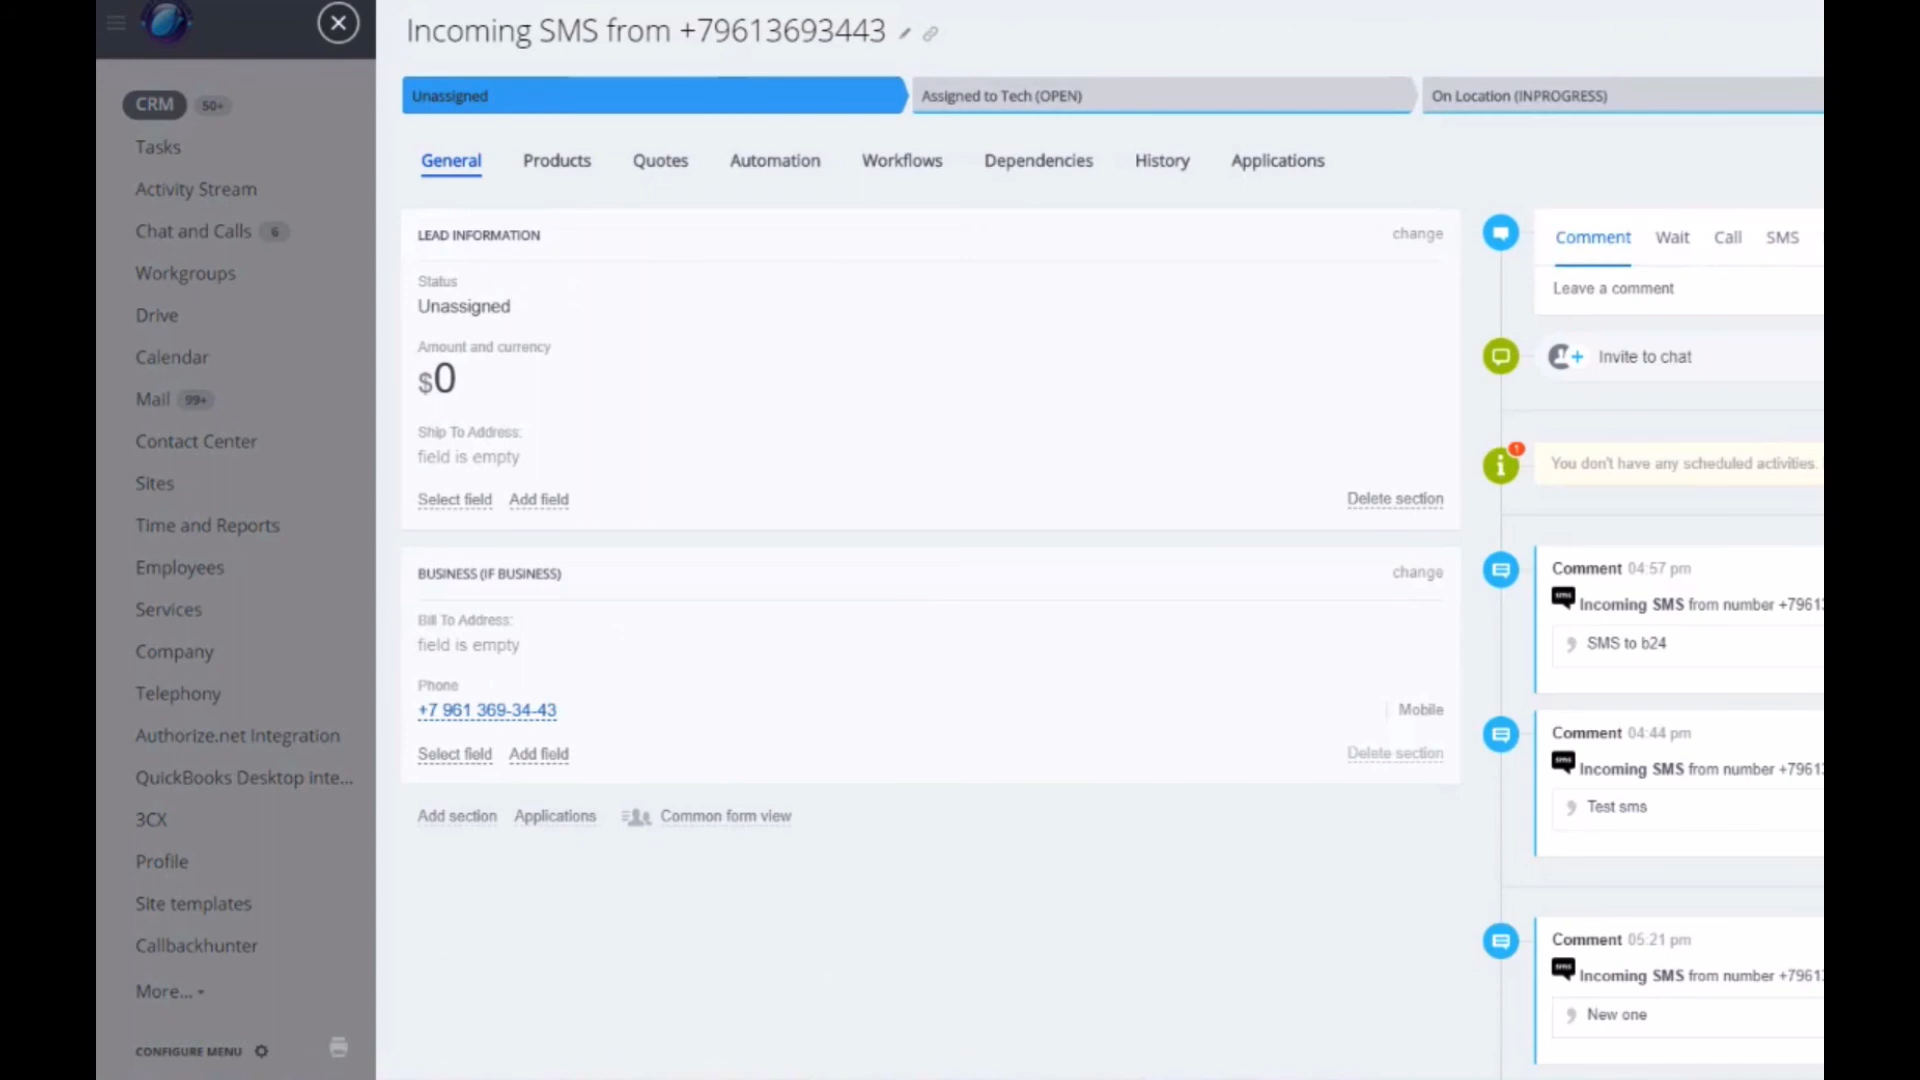 Incoming SMS from +79613693443
CRM 50+
Tasks
Activity Stream
Chat and Calls 6
Workgroups
Drive
Calendar
Mail 99+
Contact Center
Sites
Time and Reports
Employees
Services
Company
Telephony
Authorize.net Integration
QuickBooks Desktop inte...
3CX
Profile
Site templates
Callbackhunter
More...
CONFIGURE MENU
Unassigned
Assigned to Tech (OPEN)
On Location (INPROGRESS)
General Products Quotes Automation Workflows Dependencies History Applications
LEAD INFORMATION change
Status
Unassigned
Amount and currency
$0
Ship To Address:
field is empty
Select field Add field Delete section
BUSINESS (IF BUSINESS) change
Bill To Address:
field is empty
Phone
+7 961 369-34-43 Mobile
Select field Add field Delete section
Add section Applications Common form view
Comment Wait Call SMS
Leave a comment
Invite to chat
1
You don't have any scheduled activities.
Comment 04:57 pm
sms Incoming SMS from number +7961
SMS to b24
Comment 04:44 pm
sms Incoming SMS from number +7961
Test sms
Comment 05:21 pm
sms Incoming SMS from number +7961
New one